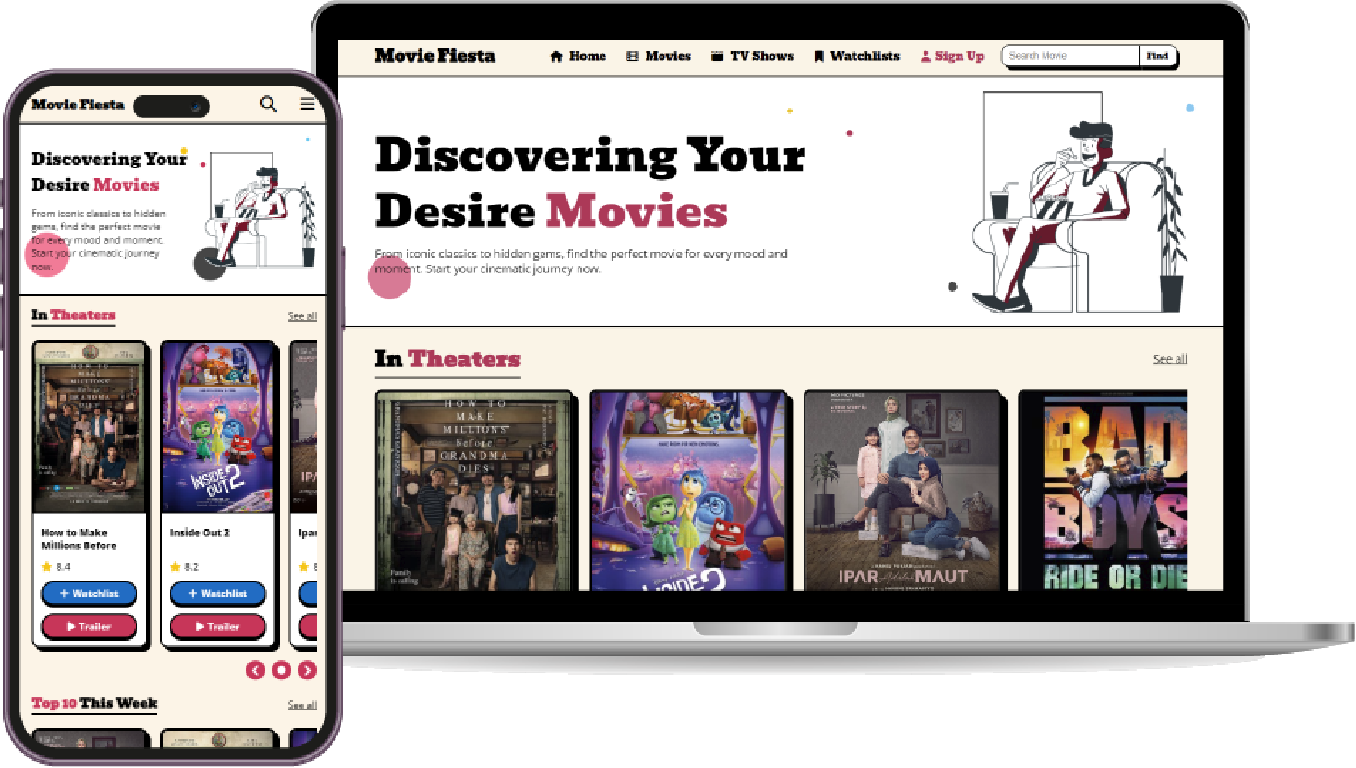 Movie Fiesta
Home
Movies
TV Shows
Watchlists
Sign Up
Search Movie
Find
Discovering Your
Desire Movies
From iconic classics to hidden gems, find the perfect movie for every mood and
moment. Start your cinematic journey now.
In Theaters
See all
HOW TO
MAKE
MILLIONS
Before
GRANDMA
DIES
Family
is calling
INSIDE 2
IPAR Adalah MAUT
BAD
BOYS
RIDE OR DIE
Movie Fiesta
Discovering Your
Desire Movies
From iconic classics to hidden
gems, find the perfect movie
for every mood and moment.
Start your cinematic journey
now.
In Theaters
See all
HOW TO
MAKE
MILLIONS
GRANDMA
DIES
INSIDE
OUT 2
IPA
How to Make
Millions Before
8.4
+ Watchlist
Trailer
Inside Out 2
8.2
+ Watchlist
Trailer
Ipar
8
Top 10 This Week
See all